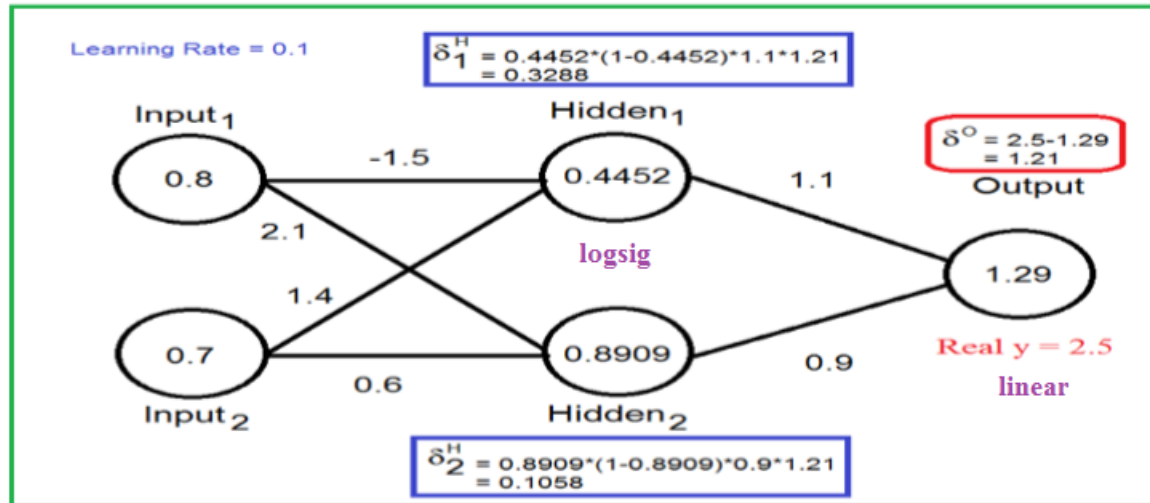 Learning Rate = 0.1
δ₁ᴴ = 0.4452*(1-0.4452)*1.1*1.21
= 0.3288
Input₁
Hidden₁
δᴼ = 2.5-1.29
= 1.21
Output
0.8
-1.5
0.4452
1.1
2.1
logsig
1.29
1.4
0.7
0.6
0.8909
0.9
Real y = 2.5
linear
Input₂
Hidden₂
δ₂ᴴ = 0.8909*(1-0.8909)*0.9*1.21
= 0.1058